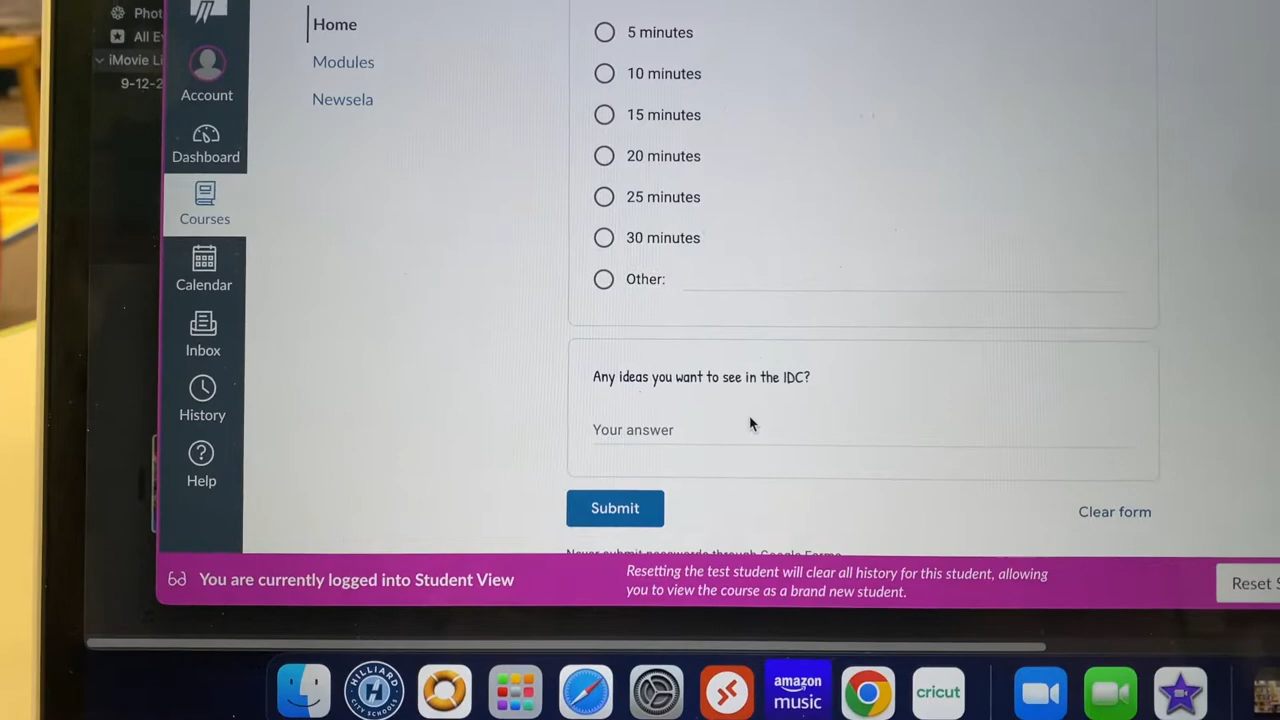 Phot
All E
iMovie Li
9-12-2
Account
Dashboard
Courses
Calendar
Inbox
History
Help
Home
Modules
Newsela
5 minutes
10 minutes
15 minutes
20 minutes
25 minutes
30 minutes
Other:
Any ideas you want to see in the IDC?
Your answer
Submit
Clear form
Never submit passwords through Google Forms.
You are currently logged into Student View
Resetting the test student will clear all history for this student, allowing
you to view the course as a brand new student.
Reset S
HILLIARD
H
CITY SCHOOLS
amazon
music
cricut